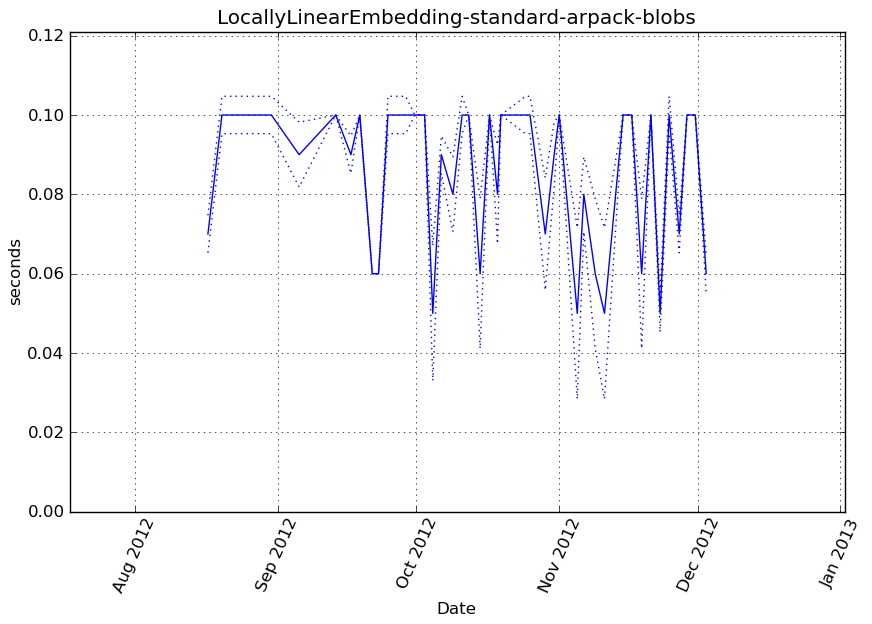 LocallyLinearEmbedding-standard-arpack-blobs
0.12
0.10
0.08
0.06
0.04
0.02
0.00
seconds
Aug 2012
Sep 2012
Oct 2012
Nov 2012
Dec 2012
Jan 2013
Date